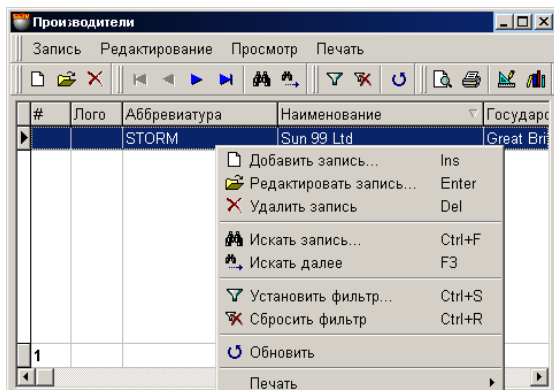 Производители
Запись Редактирование Просмотр Печать
# Лого Аббревиатура Наименование Государс
STORM Sun 99 Ltd Great Brit
Добавить запись... Ins
Редактировать запись... Enter
Удалить запись Del
Искать запись... Ctrl+F
Искать далее F3
Установить фильтр... Ctrl+S
Сбросить фильтр Ctrl+R
Обновить
1
Печать